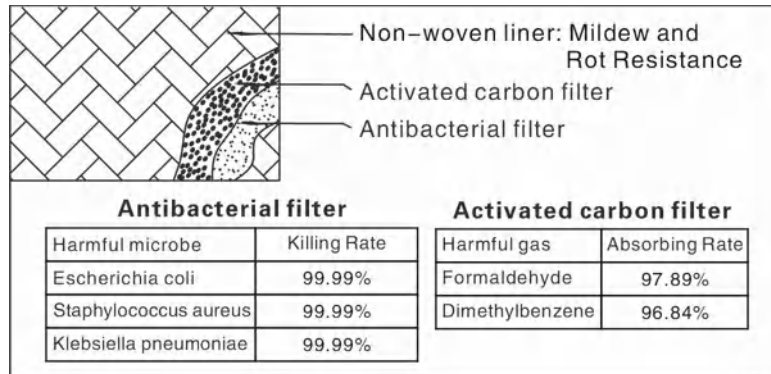 Non-woven liner: Mildew and
Rot Resistance
Activated carbon filter
Antibacterial filter
Antibacterial filter
Harmful microbe Killing Rate
Escherichia coli 99.99%
Staphylococcus aureus 99.99%
Klebsiella pneumoniae 99.99%
Activated carbon filter
Harmful gas Absorbing Rate
Formaldehyde 97.89%
Dimethylbenzene 96.84%